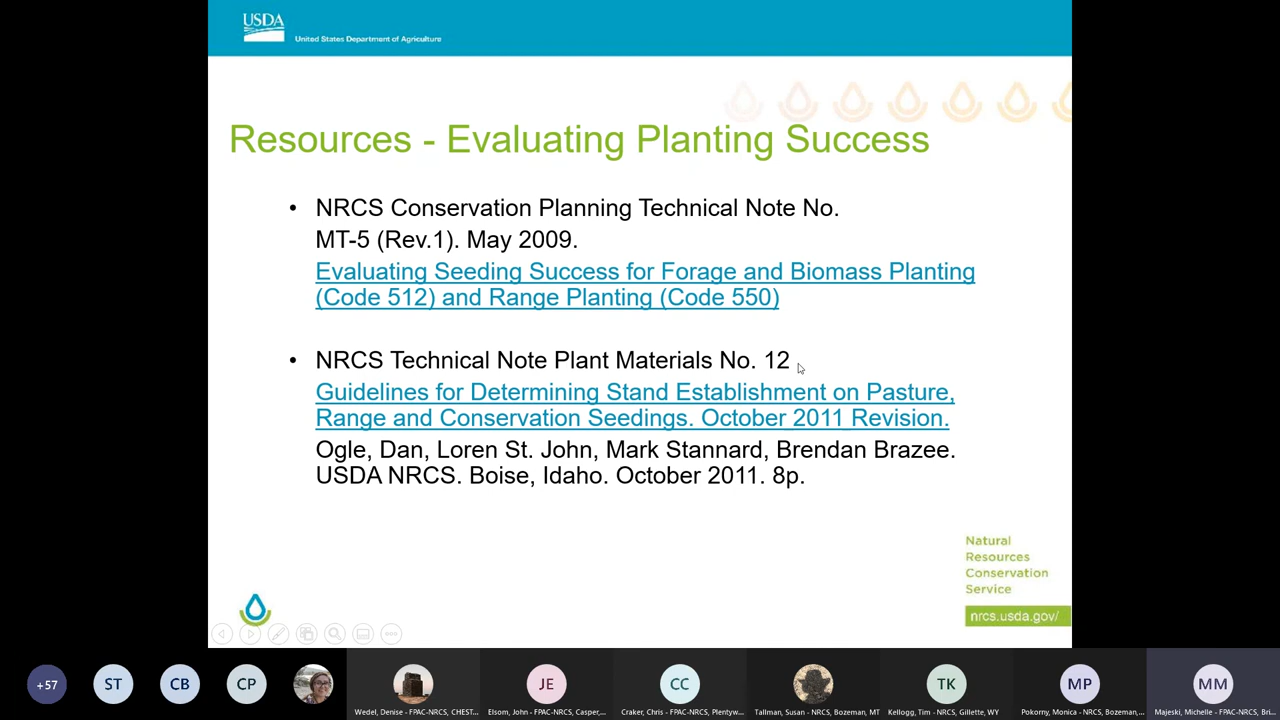 USDA
United States Department of Agriculture
Resources - Evaluating Planting Success
• NRCS Conservation Planning Technical Note No.
MT-5 (Rev.1). May 2009.
Evaluating Seeding Success for Forage and Biomass Planting
(Code 512) and Range Planting (Code 550)
• NRCS Technical Note Plant Materials No. 12
Guidelines for Determining Stand Establishment on Pasture,
Range and Conservation Seedings. October 2011 Revision.
Ogle, Dan, Loren St. John, Mark Stannard, Brendan Brazee.
USDA NRCS. Boise, Idaho. October 2011. 8p.
Natural
Resources
Conservation
Service
nrcs.usda.gov/
+57 ST CB CP JE CC TK MP MM
Wedel, Denise - FPAC-NRCS, CHEST... Elsom, John - FPAC-NRCS, Casper,... Craker, Chris - FPAC-NRCS, Plentyw... Tallman, Susan - NRCS, Bozeman, MT Kellogg, Tim - NRCS, Gillette, WY Pokorny, Monica - NRCS, Bozeman,... Majeski, Michelle - FPAC-NRCS, Bri...